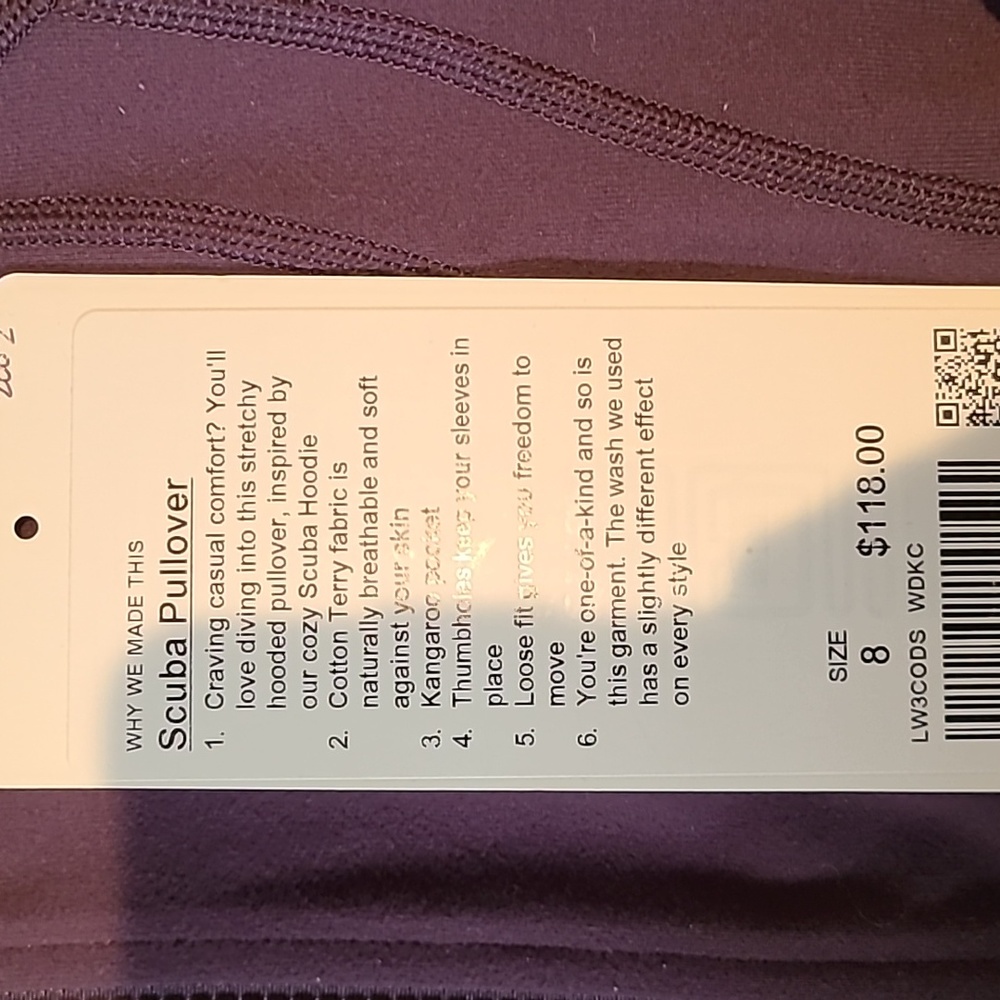 WHY WE MADE THIS
Scuba Pullover
1. Craving casual comfort? You'll
love diving into this stretchy
hooded pullover, inspired by
our cozy Scuba Hoodie
2. Cotton Terry fabric is
naturally breathable and soft
against your skin
3. Kangaroo pocket
4. Thumbholes keep your sleeves in
place
5. Loose fit gives you freedom to
move
6. You're one-of-a-kind and so is
this garment. The wash we used
has a slightly different effect
on every style
SIZE
8 $118.00
LW3CODS WDKC